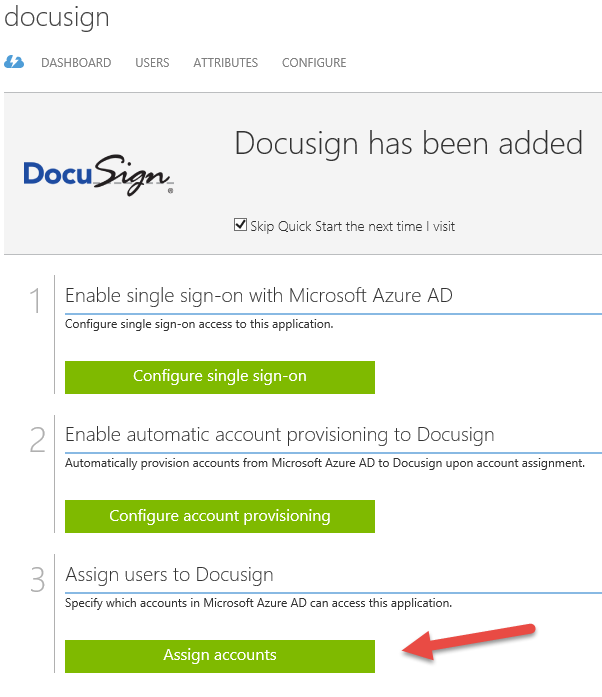 docusign
DASHBOARD USERS ATTRIBUTES CONFIGURE
Docusign has been added
DocuSign®
Skip Quick Start the next time I visit
1 Enable single sign-on with Microsoft Azure AD
Configure single sign-on access to this application.
Configure single sign-on
2 Enable automatic account provisioning to Docusign
Automatically provision accounts from Microsoft Azure AD to Docusign upon account assignment.
Configure account provisioning
3 Assign users to Docusign
Specify which accounts in Microsoft Azure AD can access this application.
Assign accounts